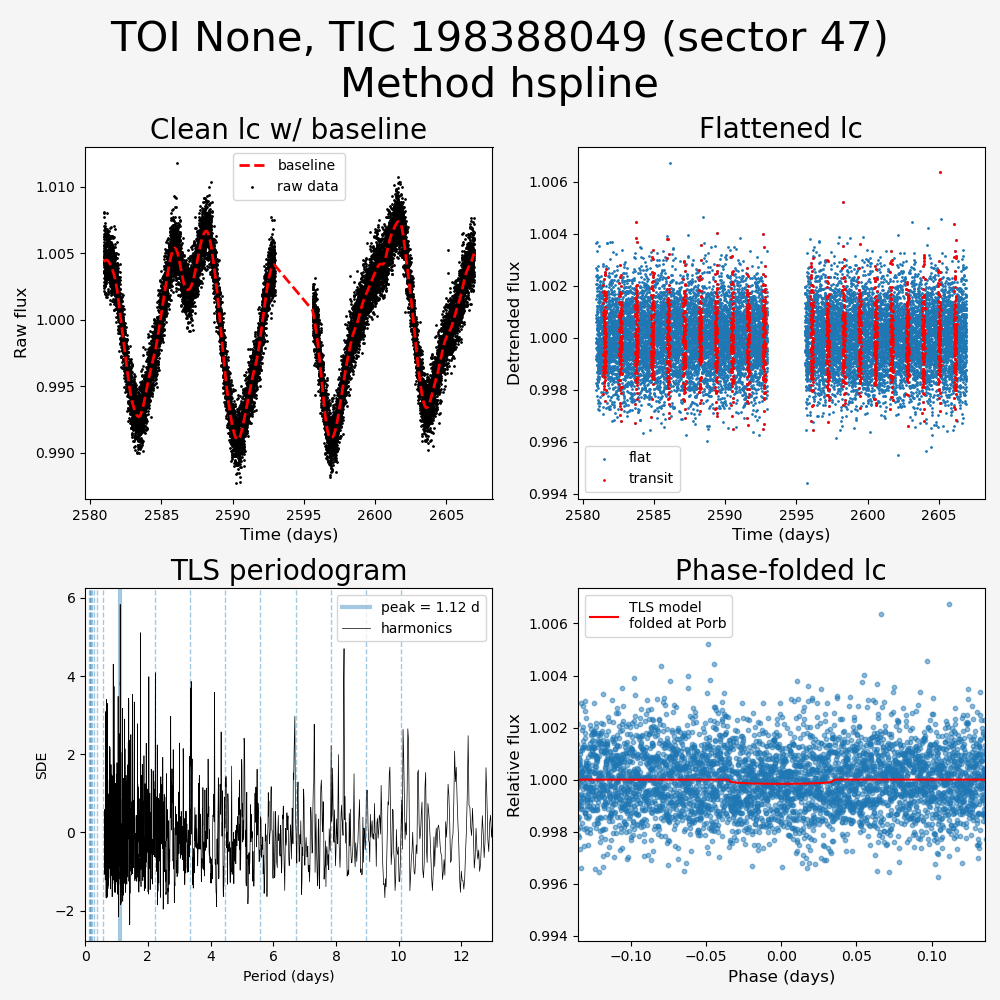 TOI None, TIC 198388049 (sector 47)
Method hspline
Clean lc w/ baseline
Flattened lc
baseline
raw data
1.010
1.005
1.000
0.995
0.990
Raw flux
2580 2585 2590 2595 2600 2605
Time (days)
1.006
1.004
1.002
1.000
0.998
0.996
0.994
Detrended flux
flat
transit
2580 2585 2590 2595 2600 2605
Time (days)
TLS periodogram
Phase-folded lc
peak = 1.12 d
harmonics
6
4
2
0
−2
SDE
0 2 4 6 8 10 12
Period (days)
TLS model
folded at Porb
1.006
1.004
1.002
1.000
0.998
0.996
0.994
Relative flux
−0.10 −0.05 0.00 0.05 0.10
Phase (days)